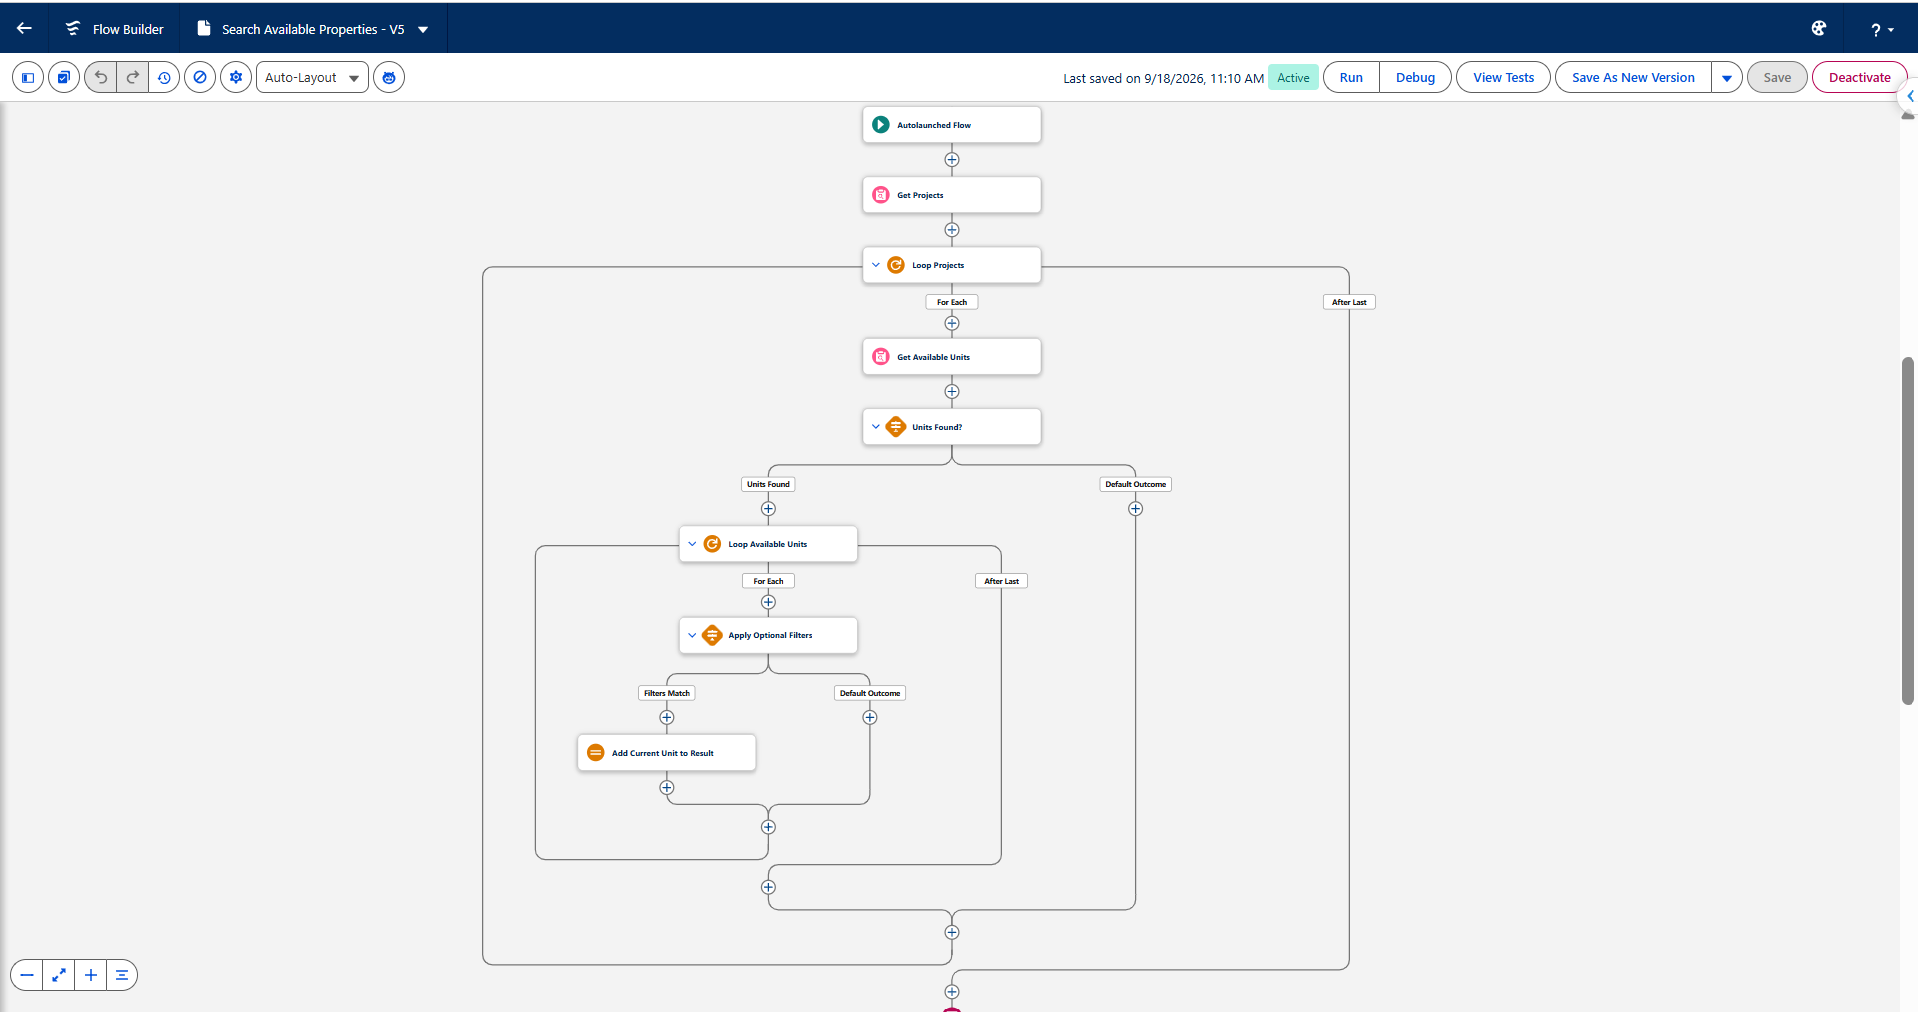 Flow Builder
Search Available Properties - V5
?
Auto-Layout
Last saved on 9/18/2026, 11:10 AM
Active
Run
Debug
View Tests
Save As New Version
Save
Deactivate
Autolaunched Flow
Get Projects
Loop Projects
For Each
After Last
Get Available Units
Units Found?
Units Found
Default Outcome
Loop Available Units
For Each
After Last
Apply Optional Filters
Filters Match
Default Outcome
Add Current Unit to Result